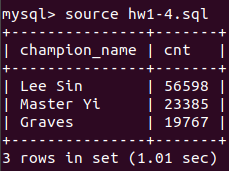 mysql> source hw1-4.sql
+---------------+-------+
| champion_name | cnt   |
+---------------+-------+
| Lee Sin       | 56598 |
| Master Yi     | 23385 |
| Graves        | 19767 |
+---------------+-------+
3 rows in set (1.01 sec)